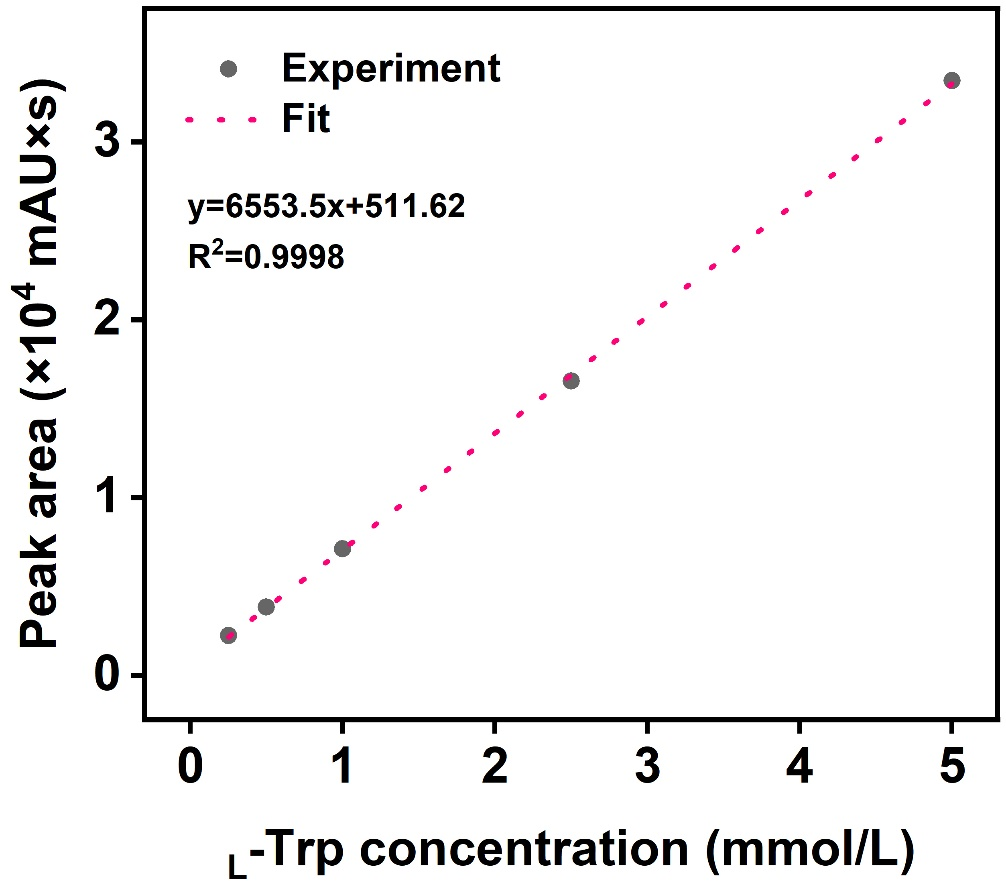 Experiment
Fit
y=6553.5x+511.62
R²=0.9998
Peak area (×10⁴ mAU×s)
3
2
1
0
0 1 2 3 4 5
L-Trp concentration (mmol/L)